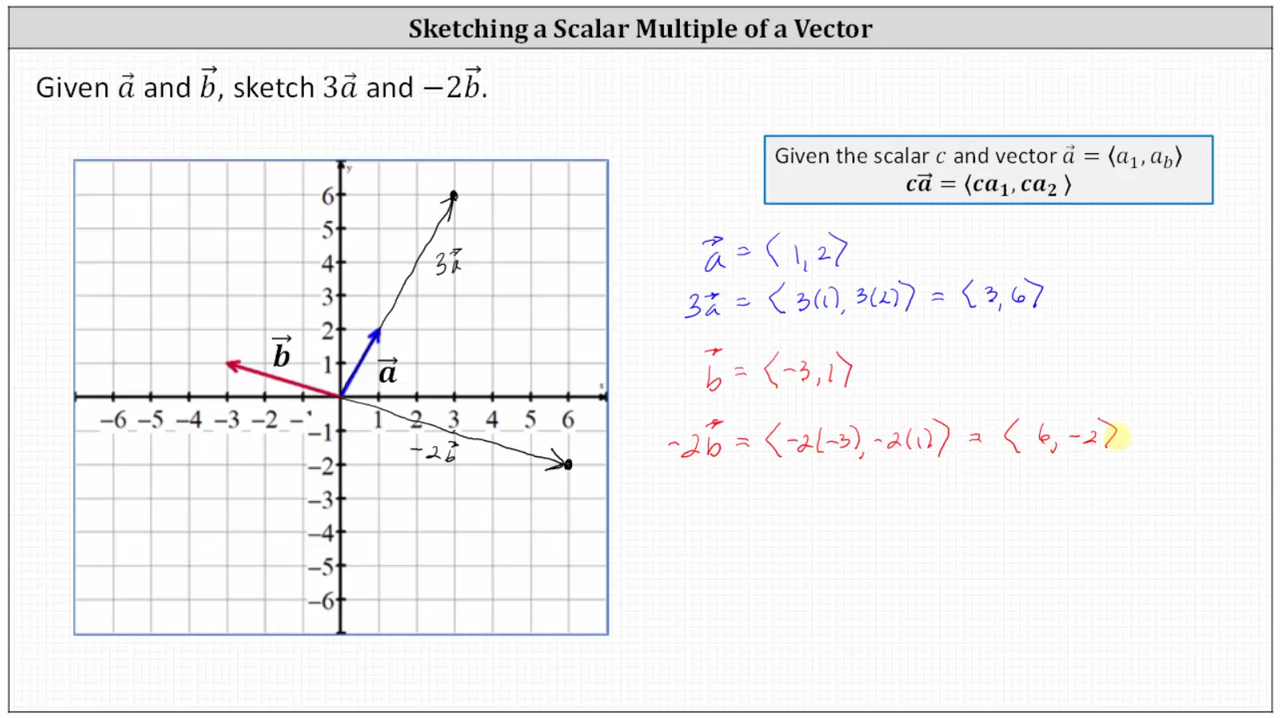 Sketching a Scalar Multiple of a Vector
Given a⃗ and b⃗, sketch 3a⃗ and −2b⃗.
Given the scalar c and vector a⃗ = ⟨a₁, a_b⟩
ca⃗ = ⟨ca₁, ca₂ ⟩
y
6
5
4
3
2
1
3a⃗
b⃗
a⃗
x
−6 −5 −4 −3 −2 − 1 2 3 4 5 6
−1
−2b⃗
−2
−3
−4
−5
−6
a⃗ = ⟨1, 2⟩
3a⃗ = ⟨3(1), 3(2)⟩ = ⟨3, 6⟩
b⃗ = ⟨-3, 1⟩
-2b⃗ = ⟨-2(-3), -2(1)⟩ = ⟨6, -2⟩